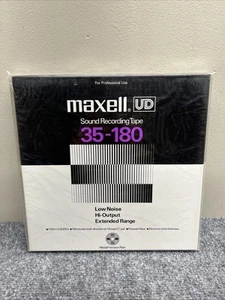 For Professional Use
maxell® UD
Sound Recording Tape
35-180
Low Noise
Hi-Output
Extended Range